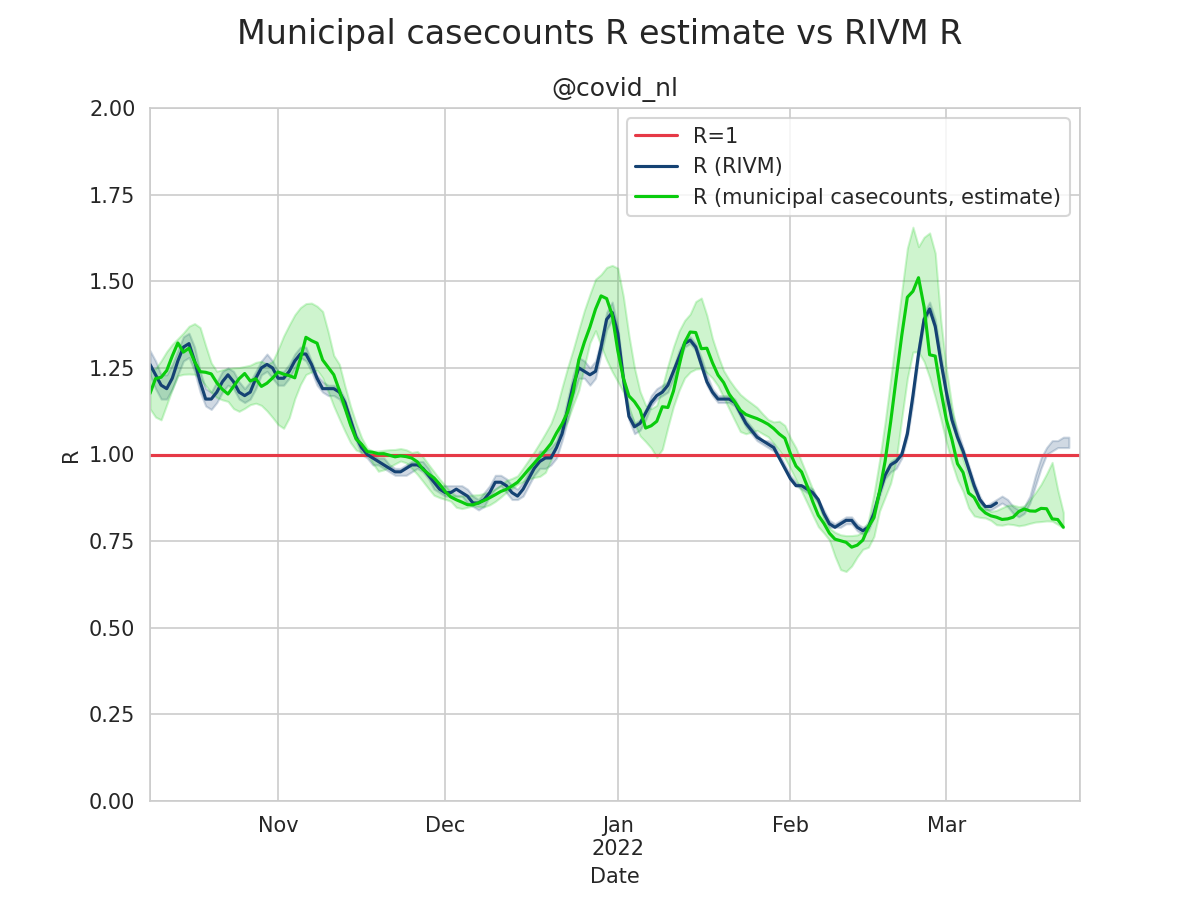 Municipal casecounts R estimate vs RIVM R
@covid_nl
R=1
R (RIVM)
R (municipal casecounts, estimate)
2.00
1.75
1.50
1.25
1.00
0.75
0.50
0.25
0.00
R
Nov
Dec
Jan
2022
Feb
Mar
Date